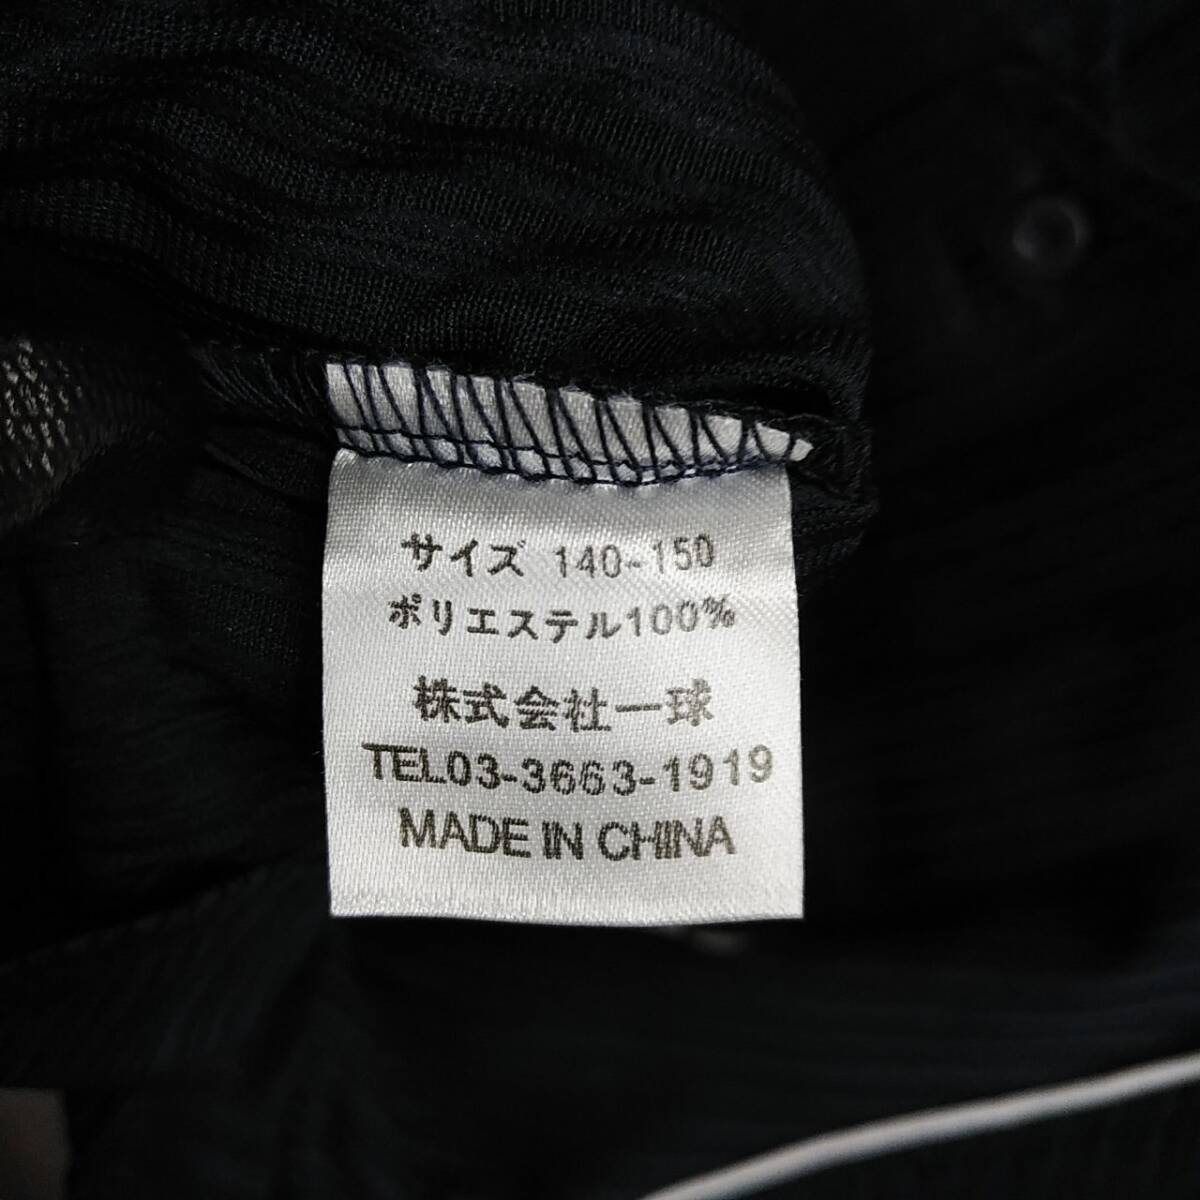 サイズ 140-150
ポリエステル100%
株式会社一球
TEL03-3663-1919
MADE IN CHINA